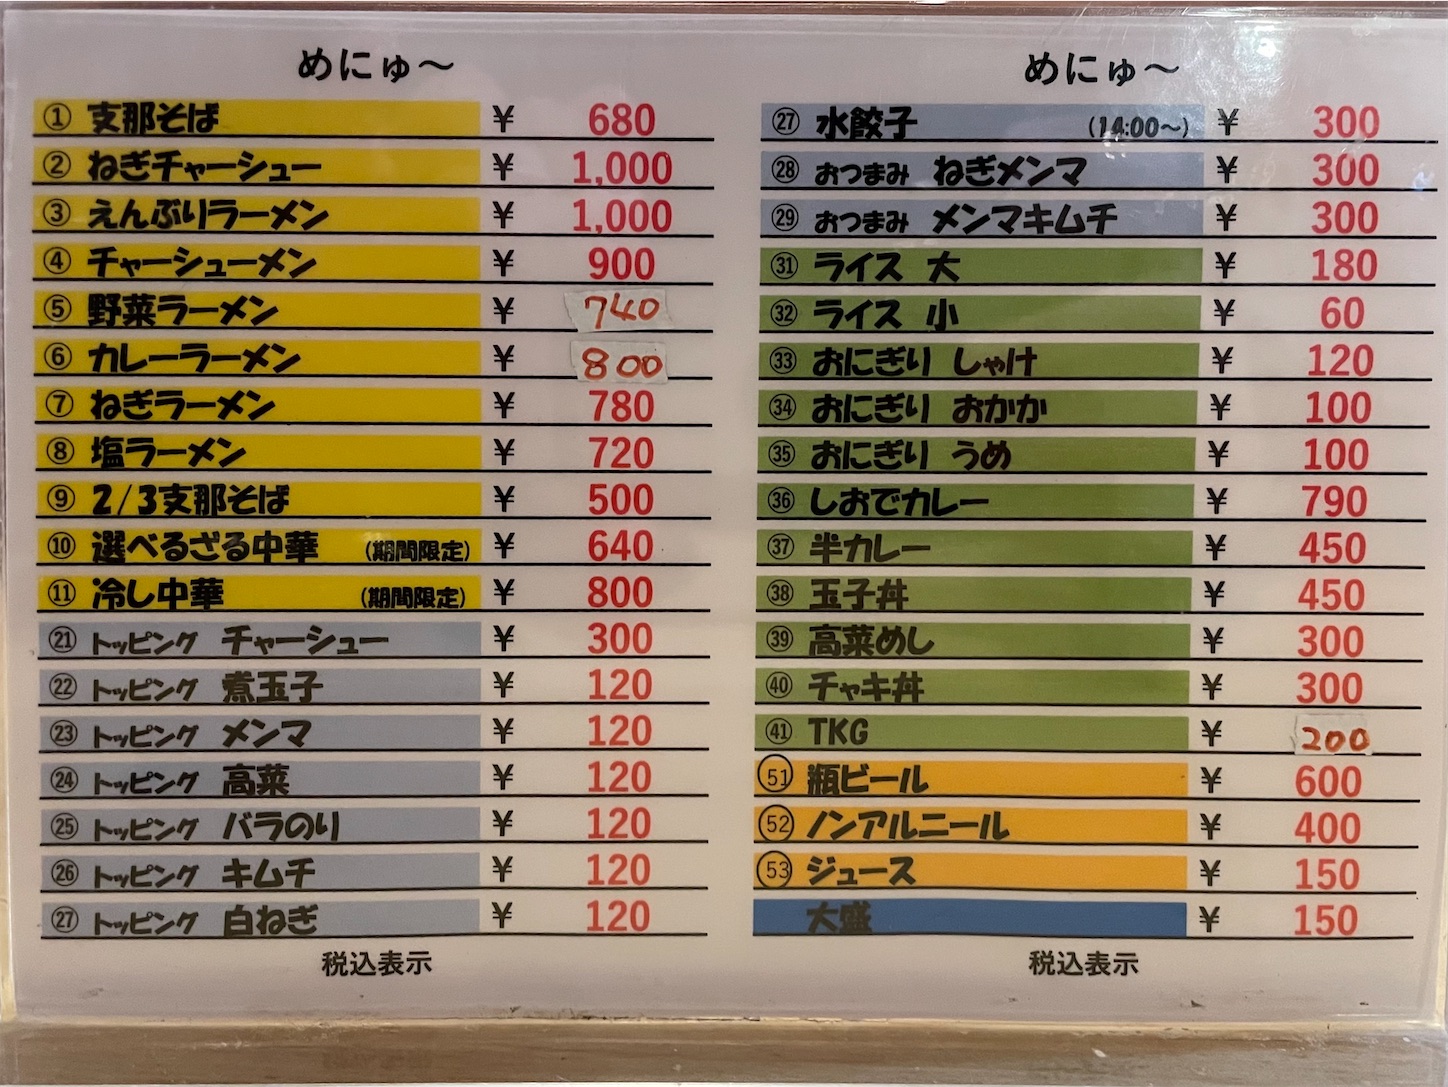 めにゅ～
① 支那そば ￥ 680
② ねぎチャーシュー ￥ 1,000
③ えんぶりラーメン ￥ 1,000
④ チャーシューメン ￥ 900
⑤ 野菜ラーメン ￥ 740
⑥ カレーラーメン ￥ 800
⑦ ねぎラーメン ￥ 780
⑧ 塩ラーメン ￥ 720
⑨ 2/3支那そば ￥ 500
⑩ 選べるざる中華 (期間限定) ￥ 640
⑪ 冷し中華 (期間限定) ￥ 800
㉑ トッピング チャーシュー ￥ 300
㉒ トッピング 煮玉子 ￥ 120
㉓ トッピング メンマ ￥ 120
㉔ トッピング 高菜 ￥ 120
㉕ トッピング バラのり ￥ 120
㉖ トッピング キムチ ￥ 120
㉗ トッピング 白ねぎ ￥ 120
税込表示
めにゅ～
㉗ 水餃子 (14:00～) ￥ 300
㉘ おつまみ ねぎメンマ ￥ 300
㉙ おつまみ メンマキムチ ￥ 300
㉛ ライス 大 ￥ 180
㉜ ライス 小 ￥ 60
㉝ おにぎり しゃけ ￥ 120
㉞ おにぎり おかか ￥ 100
㉟ おにぎり うめ ￥ 100
㊱ しおでカレー ￥ 790
㊲ 半カレー ￥ 450
㊳ 玉子丼 ￥ 450
㊴ 高菜めし ￥ 300
㊵ チャキ丼 ￥ 300
㊶ TKG ￥ 200
51 瓶ビール ￥ 600
52 ノンアルニール ￥ 400
53 ジュース ￥ 150
大盛 ￥ 150
税込表示